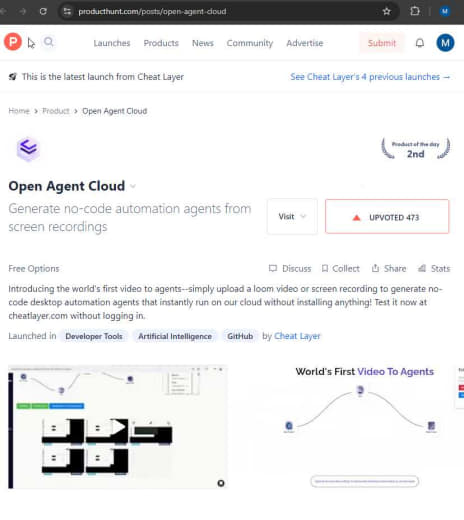 producthunt.com/posts/open-agent-cloud
M
P
Launches Products News Community Advertise Submit M
This is the latest launch from Cheat Layer See Cheat Layer's 4 previous launches →
Home > Product > Open Agent Cloud
Product of the day
2nd
Open Agent Cloud
Generate no-code automation agents from
screen recordings
Visit
UPVOTED 473
Free Options Discuss Collect Share Stats
Introducing the world's first video to agents--simply upload a loom video or screen recording to generate no-
code desktop automation agents that instantly run on our cloud without installing anything! Test it now at
cheatlayer.com without logging in.
Launched in Developer Tools Artificial Intelligence GitHub by Cheat Layer
World's First Video To Agents